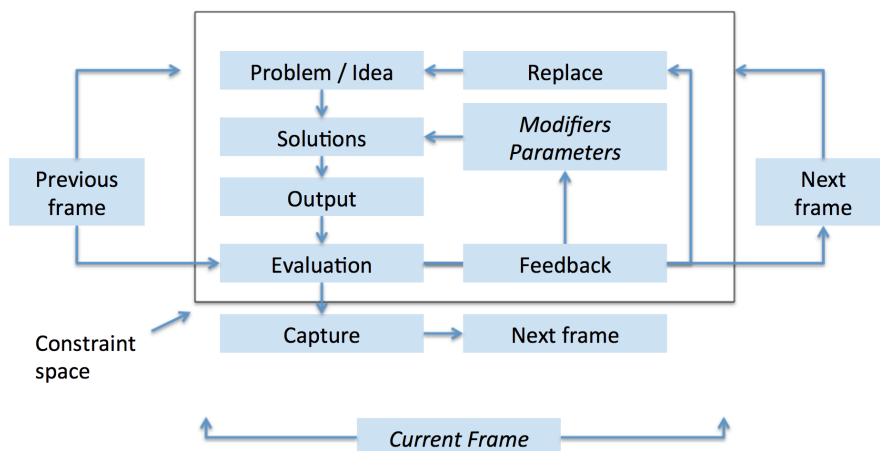 Problem / Idea
Replace
Solutions
Modifiers
Parameters
Previous
frame
Output
Next
frame
Evaluation
Feedback
Constraint
space
Capture
Next frame
Current Frame